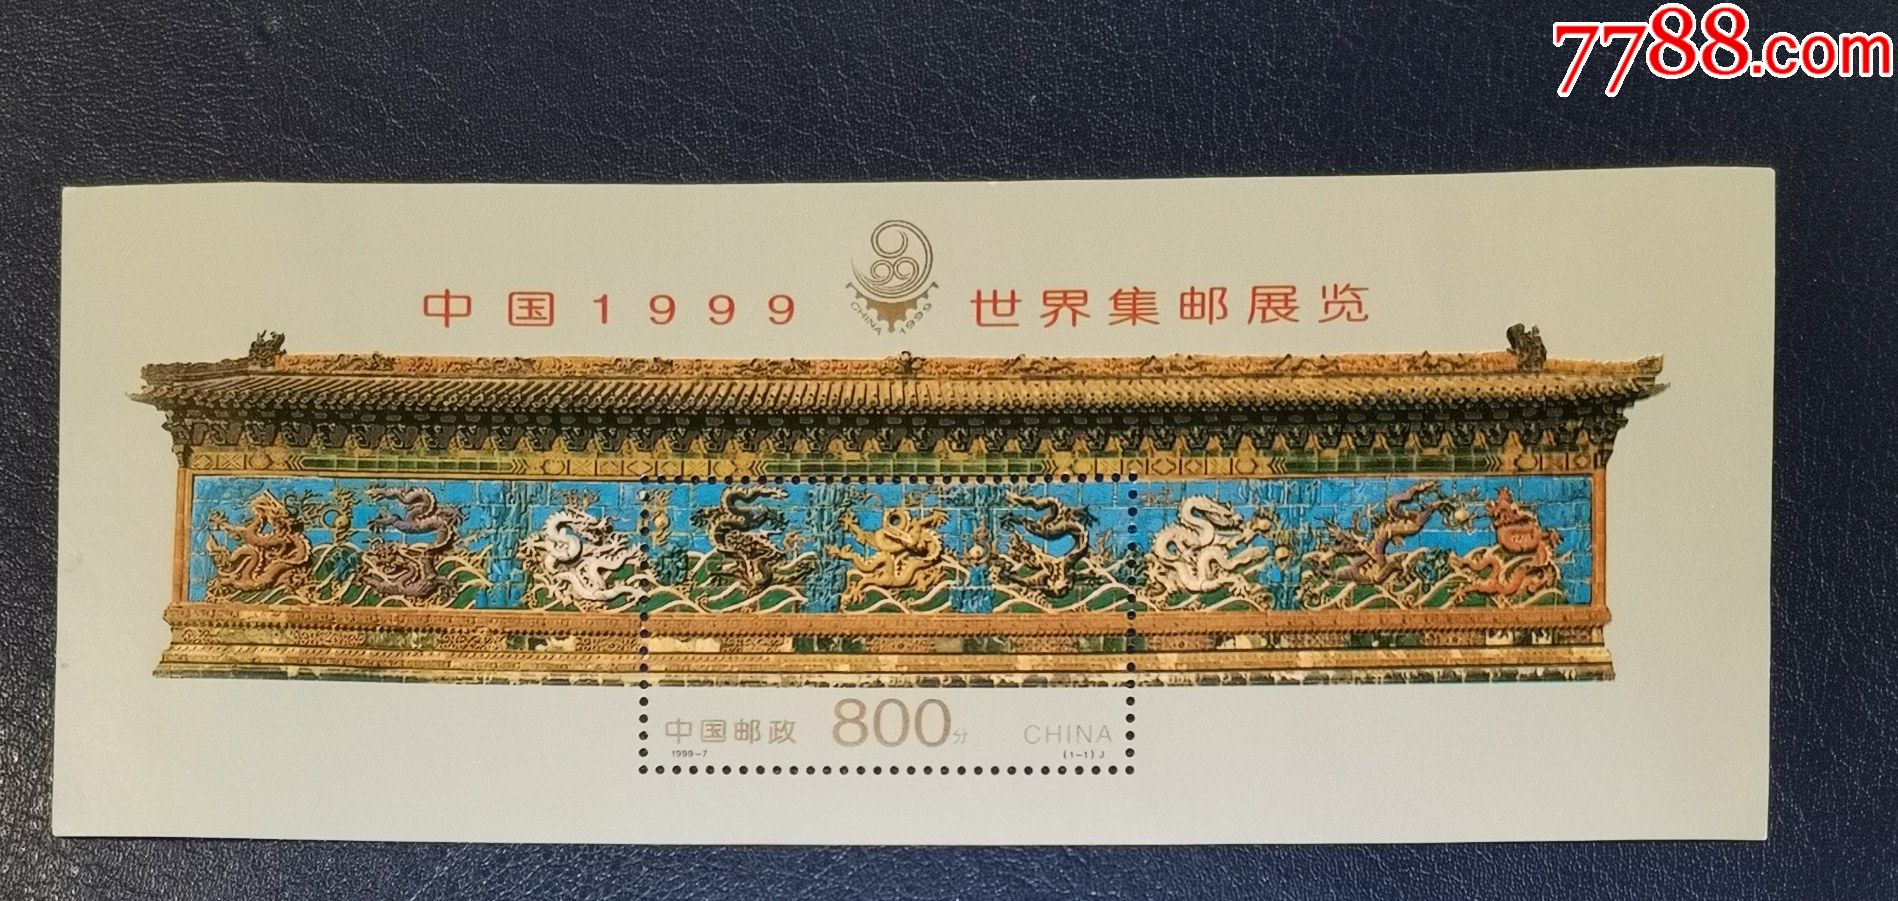 7788.com
中国1999 世界集邮展览
CHINA 1999
中国邮政 800分 CHINA
1999-7 (1-1)J